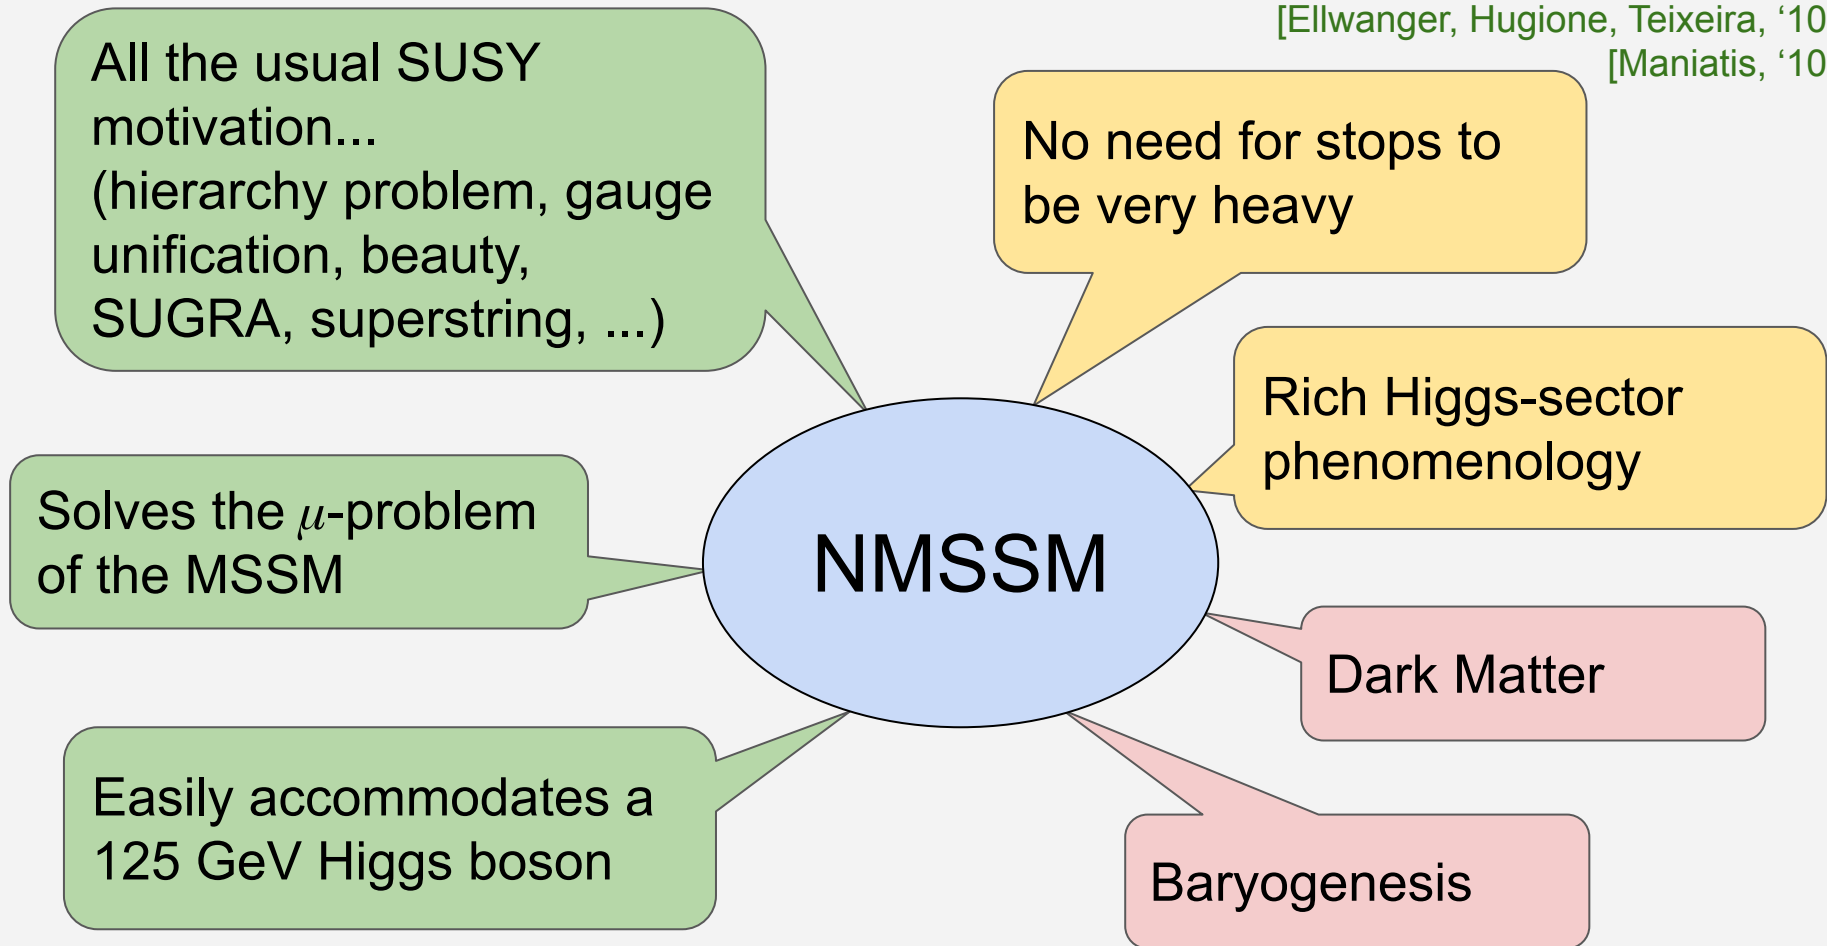 [Ellwanger, Hugione, Teixeira, ‘10
[Maniatis, ‘10
All the usual SUSY
motivation...
(hierarchy problem, gauge
unification, beauty,
SUGRA, superstring, ...)
No need for stops to
be very heavy
Rich Higgs-sector
phenomenology
Solves the μ-problem
of the MSSM
NMSSM
Dark Matter
Easily accommodates a
125 GeV Higgs boson
Baryogenesis